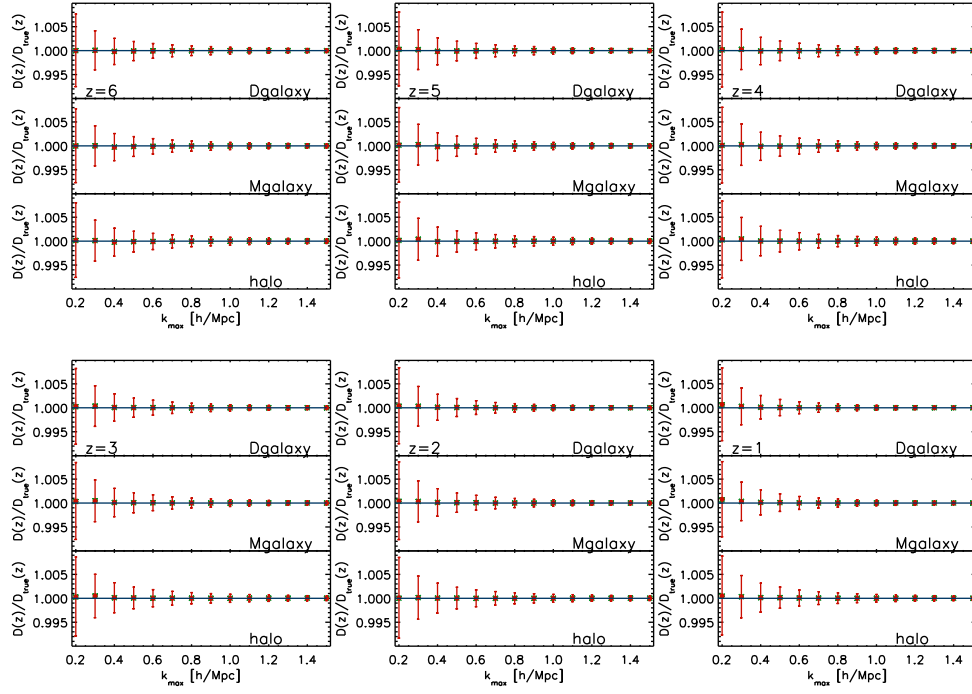 D(z)/D_true(z) D(z)/D_true(z) D(z)/D_true(z)
1.005 1.005 1.005
1.000 1.000 1.000
0.995 0.995 0.995
z=6 Dgalaxy z=5 Dgalaxy z=4 Dgalaxy
D(z)/D_true(z) D(z)/D_true(z) D(z)/D_true(z)
1.005 1.005 1.005
1.000 1.000 1.000
0.995 0.995 0.995
Mgalaxy Mgalaxy Mgalaxy
D(z)/D_true(z) D(z)/D_true(z) D(z)/D_true(z)
1.005 1.005 1.005
1.000 1.000 1.000
0.995 0.995 0.995
halo halo halo
0.2 0.4 0.6 0.8 1.0 1.2 1.4 0.2 0.4 0.6 0.8 1.0 1.2 1.4 0.2 0.4 0.6 0.8 1.0 1.2 1.4
k_max [h/Mpc] k_max [h/Mpc] k_max [h/Mpc]
D(z)/D_true(z) D(z)/D_true(z) D(z)/D_true(z)
1.005 1.005 1.005
1.000 1.000 1.000
0.995 0.995 0.995
z=3 Dgalaxy z=2 Dgalaxy z=1 Dgalaxy
D(z)/D_true(z) D(z)/D_true(z) D(z)/D_true(z)
1.005 1.005 1.005
1.000 1.000 1.000
0.995 0.995 0.995
Mgalaxy Mgalaxy Mgalaxy
D(z)/D_true(z) D(z)/D_true(z) D(z)/D_true(z)
1.005 1.005 1.005
1.000 1.000 1.000
0.995 0.995 0.995
halo halo halo
0.2 0.4 0.6 0.8 1.0 1.2 1.4 0.2 0.4 0.6 0.8 1.0 1.2 1.4 0.2 0.4 0.6 0.8 1.0 1.2 1.4
k_max [h/Mpc] k_max [h/Mpc] k_max [h/Mpc]